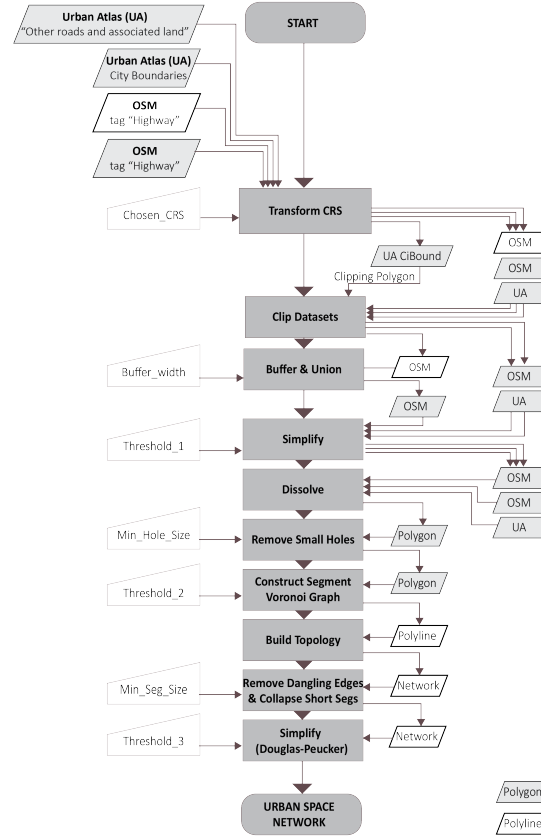 Urban Atlas (UA)
"Other roads and associated land"
START
Urban Atlas (UA)
City Boundaries
OSM
tag "Highway"
OSM
tag "Highway"
Chosen_CRS
Transform CRS
OSM
UA CiBound
OSM
Clipping Polygon
UA
Clip Datasets
Buffer_width
Buffer & Union
OSM
OSM
OSM
UA
Threshold_1
Simplify
Dissolve
OSM
OSM
UA
Min_Hole_Size
Remove Small Holes
Polygon
Threshold_2
Construct Segment
Voronoi Graph
Polygon
Build Topology
Polyline
Min_Seg_Size
Remove Dangling Edges
& Collapse Short Segs
Network
Threshold_3
Simplify
(Douglas-Peucker)
Network
URBAN SPACE
NETWORK
Polygon
Polyline